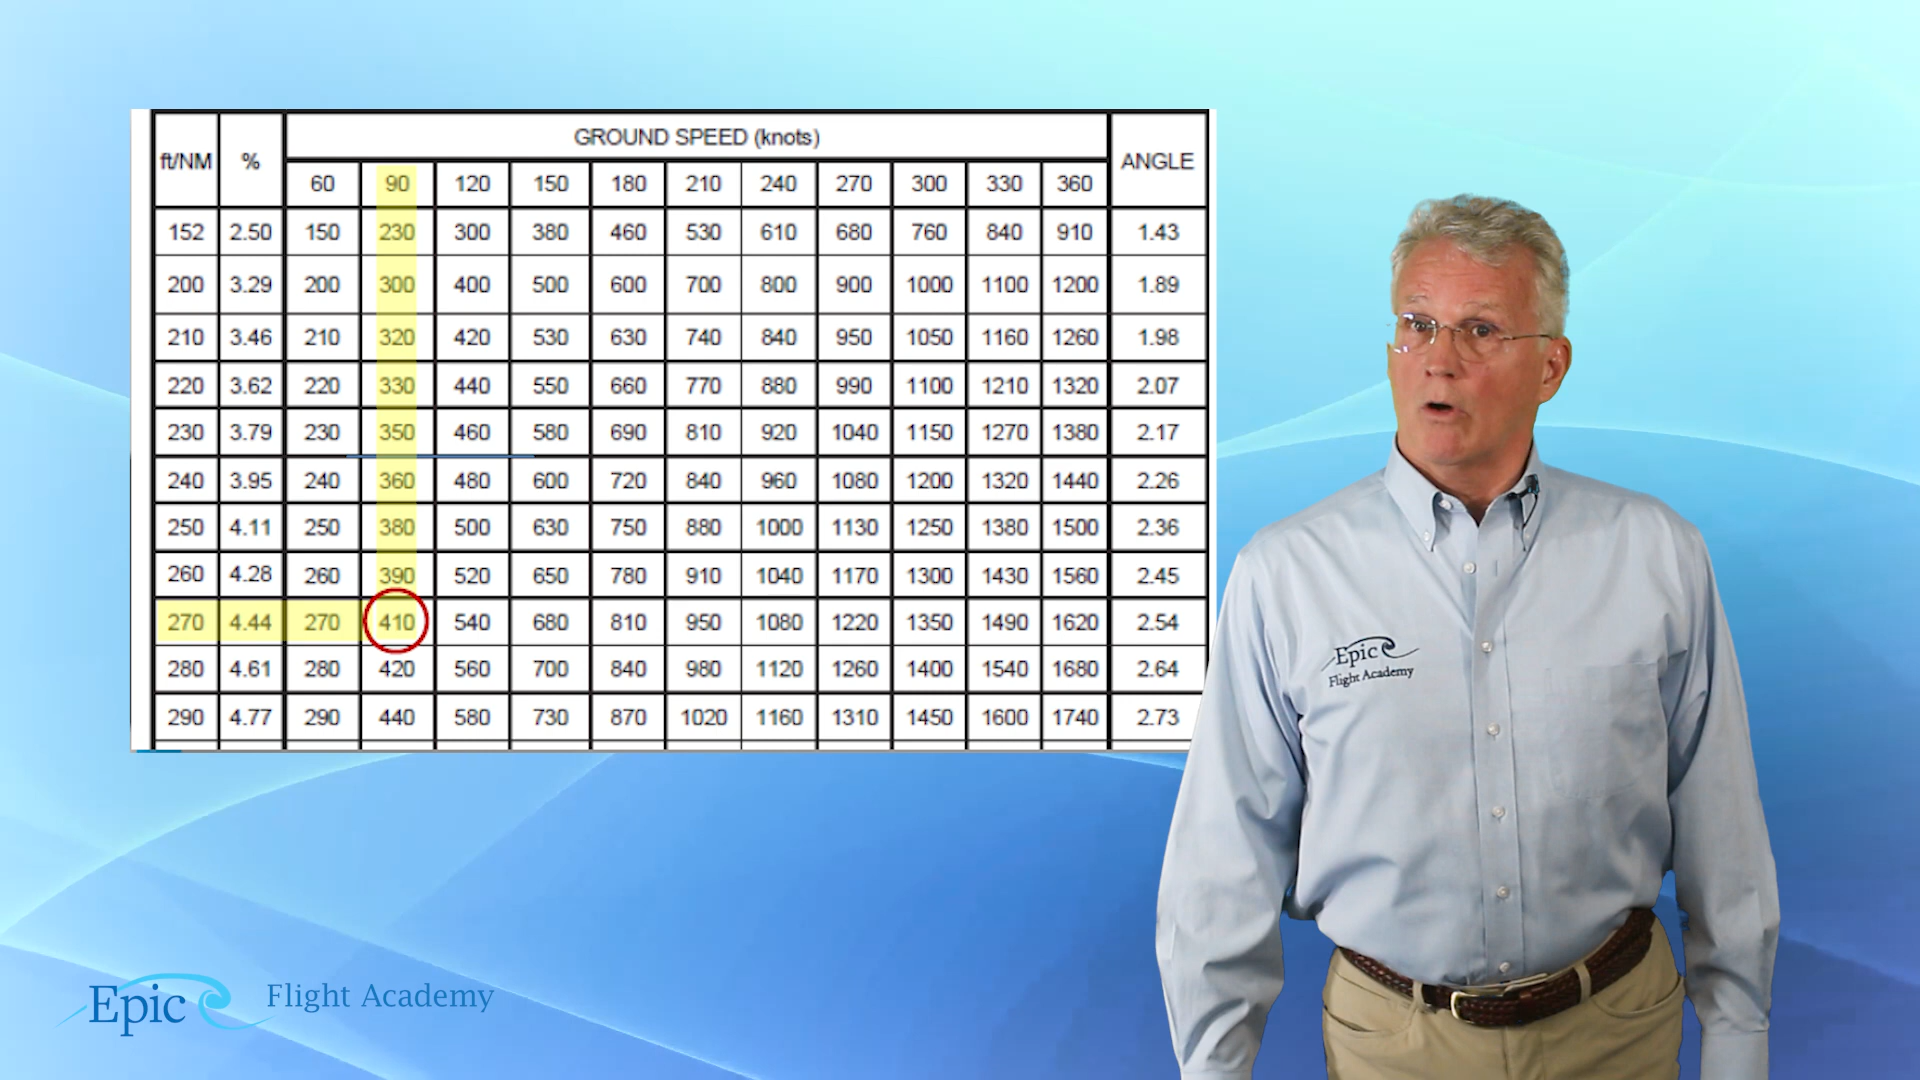 GROUND SPEED (knots)
ft/NM % ANGLE
60 90 120 150 180 210 240 270 300 330 360
152 2.50 150 230 300 380 460 530 610 680 760 840 910 1.43
200 3.29 200 300 400 500 600 700 800 900 1000 1100 1200 1.89
210 3.46 210 320 420 530 630 740 840 950 1050 1160 1260 1.98
220 3.62 220 330 440 550 660 770 880 990 1100 1210 1320 2.07
230 3.79 230 350 460 580 690 810 920 1040 1150 1270 1380 2.17
240 3.95 240 360 480 600 720 840 960 1080 1200 1320 1440 2.26
250 4.11 250 380 500 630 750 880 1000 1130 1250 1380 1500 2.36
260 4.28 260 390 520 650 780 910 1040 1170 1300 1430 1560 2.45
270 4.44 270 410 540 680 810 950 1080 1220 1350 1490 1620 2.54
280 4.61 280 420 560 700 840 980 1120 1260 1400 1540 1680 2.64
290 4.77 290 440 580 730 870 1020 1160 1310 1450 1600 1740 2.73
Epic
Flight Academy
Epic Flight Academy